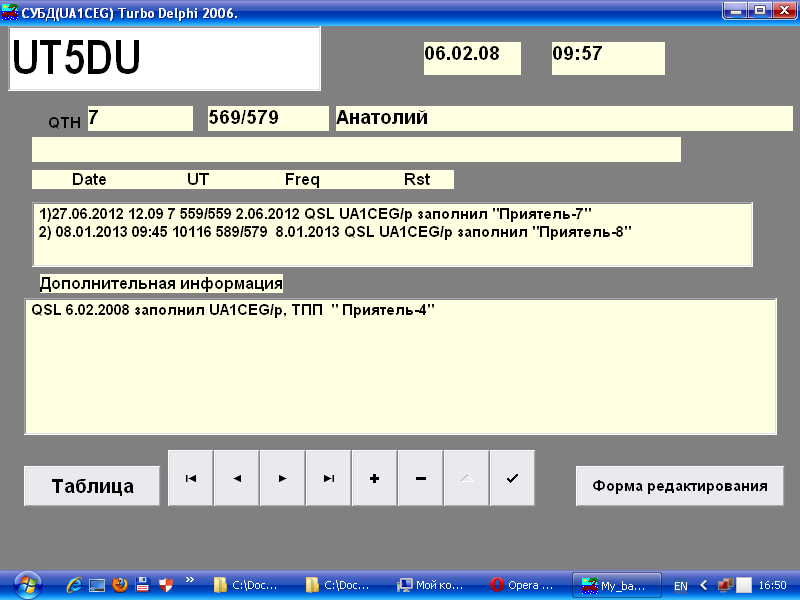 СУБД(UA1CEG) Turbo Delphi 2006.
UT5DU
06.02.08
09:57
QTH
7
569/579
Анатолий
Date UT Freq Rst
1)27.06.2012 12.09 7 559/559 2.06.2012 QSL UA1CEG/p заполнил "Приятель-7"
2) 08.01.2013 09:45 10116 589/579 8.01.2013 QSL UA1CEG/p заполнил "Приятель-8"
Дополнительная информация
QSL 6.02.2008 заполнил UA1CEG/p, ТПП " Приятель-4"
Таблица
Форма редактирования
C:\Doc...
C:\Doc...
Мой ко...
Opera ...
My_ba...
EN
16:50